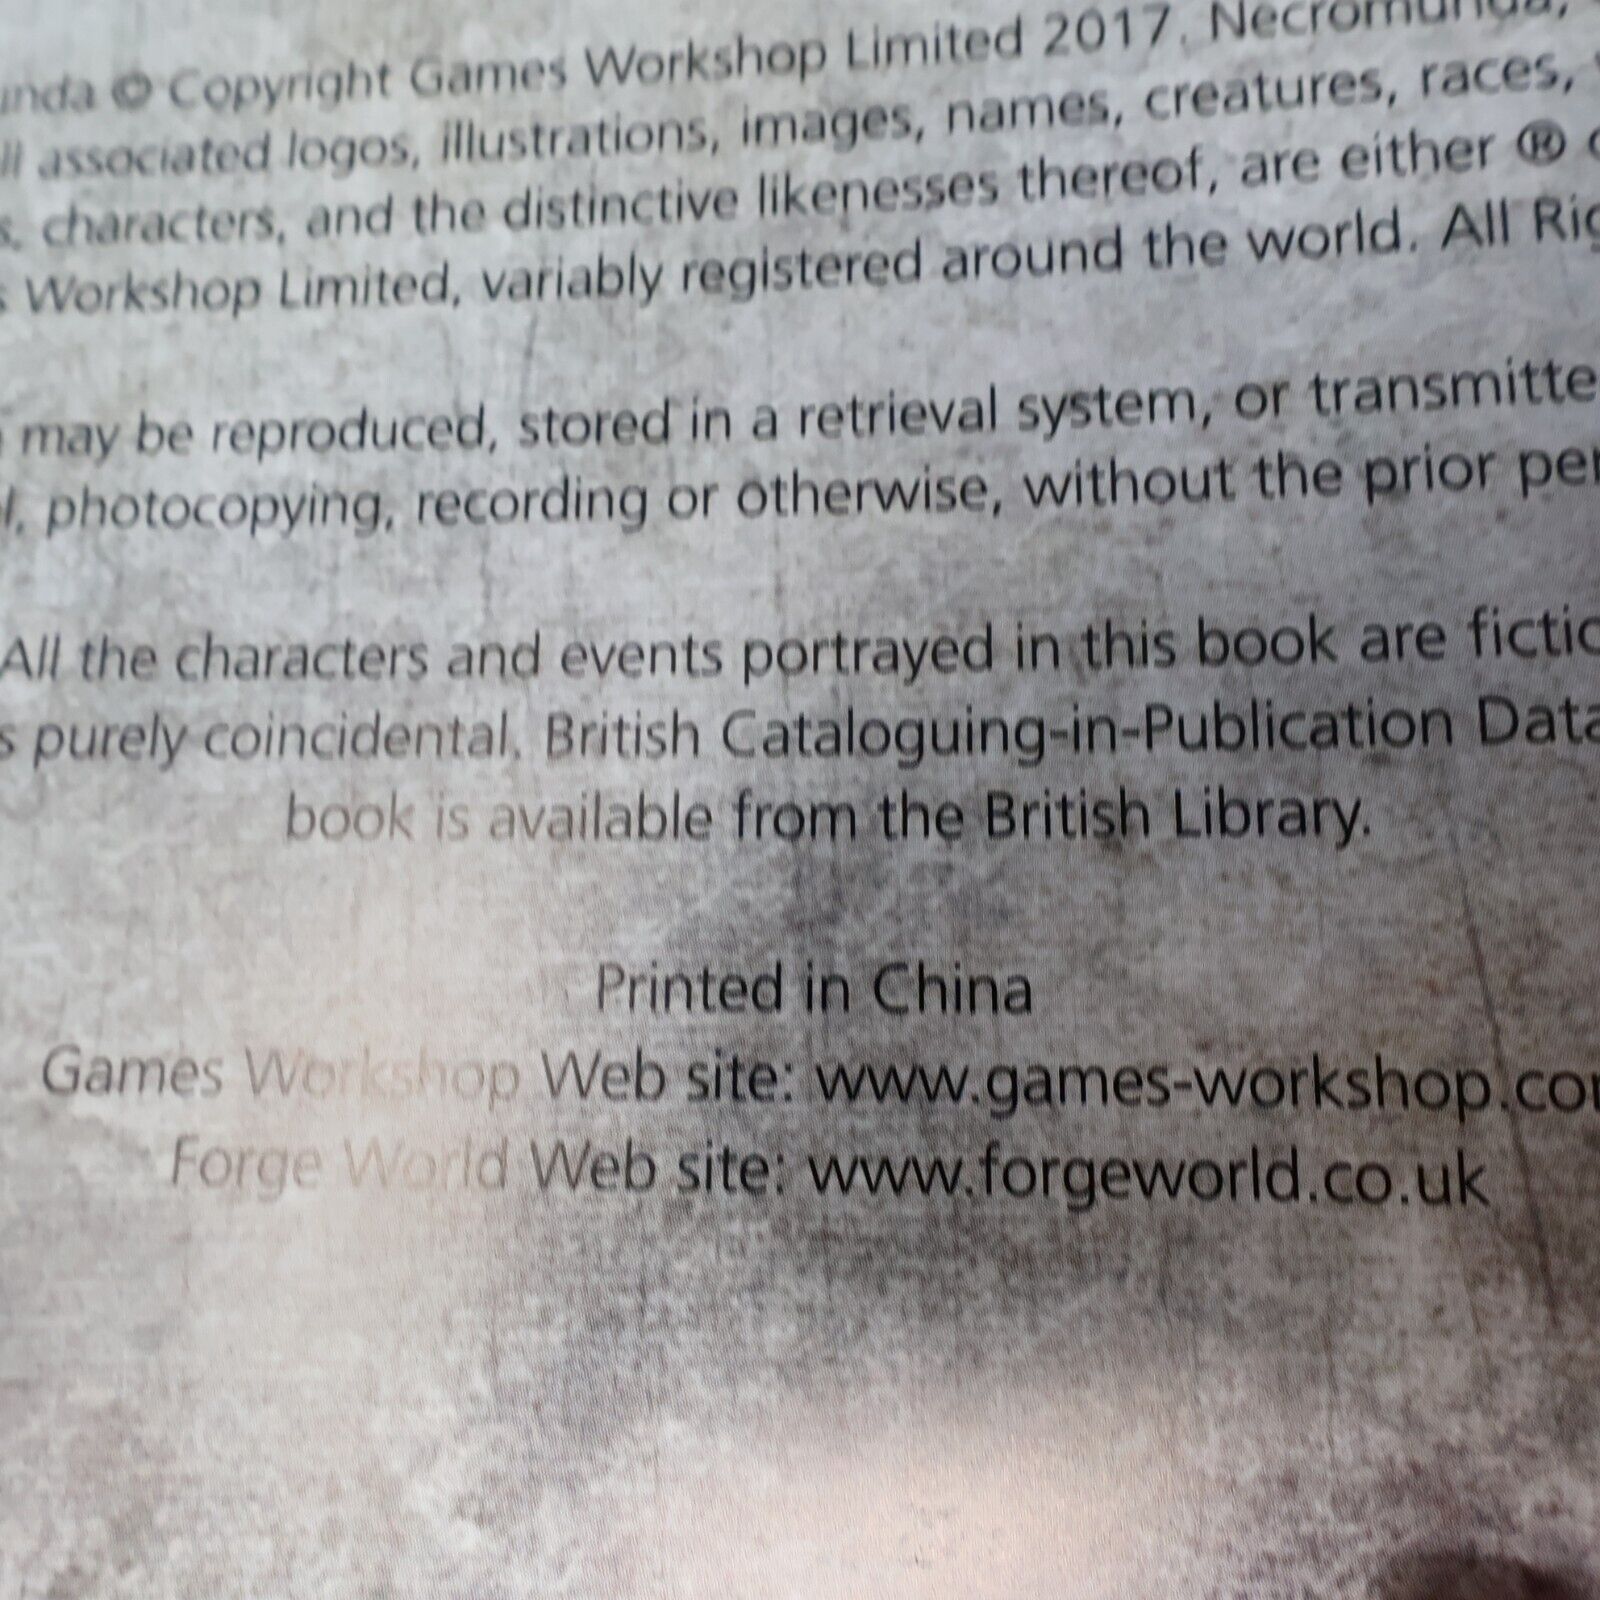 unda © Copyright Games Workshop Limited 2017. Necromunda,
ll associated logos, illustrations, images, names, creatures, races,
s, characters, and the distinctive likenesses thereof, are either ®
s Workshop Limited, variably registered around the world. All Rig
may be reproduced, stored in a retrieval system, or transmitte
l, photocopying, recording or otherwise, without the prior per
All the characters and events portrayed in this book are fictio
s purely coincidental. British Cataloguing-in-Publication Data
book is available from the British Library.
Printed in China
Games Workshop Web site: www.games-workshop.co
Forge World Web site: www.forgeworld.co.uk